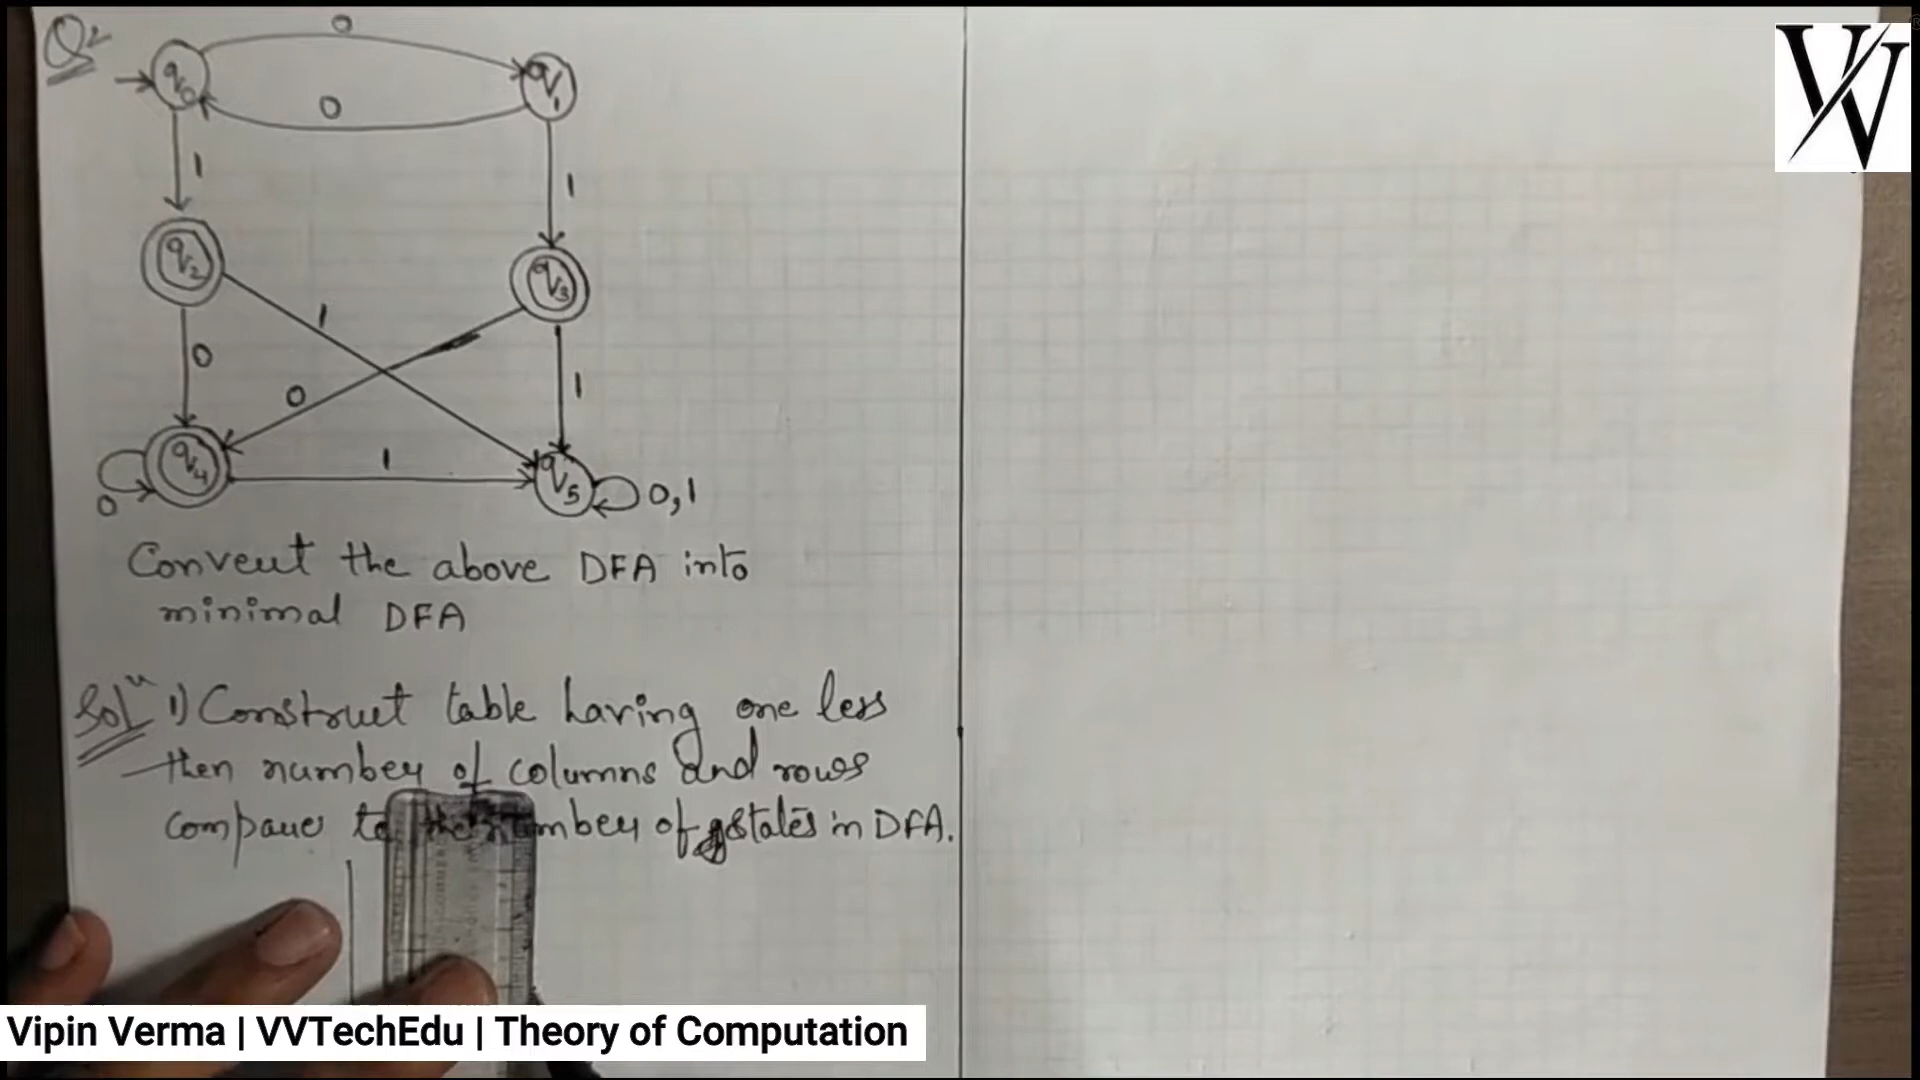 Q2
0
q0
q1
0
1
1
q2
q3
1
0
0
1
q4
1
q5
0,1
0
Convert the above DFA into
minimal DFA
Soln 1) Construct table having one less
then number of columns and rows
compare to the number of states in DFA.
VV
Vipin Verma | VVTechEdu | Theory of Computation